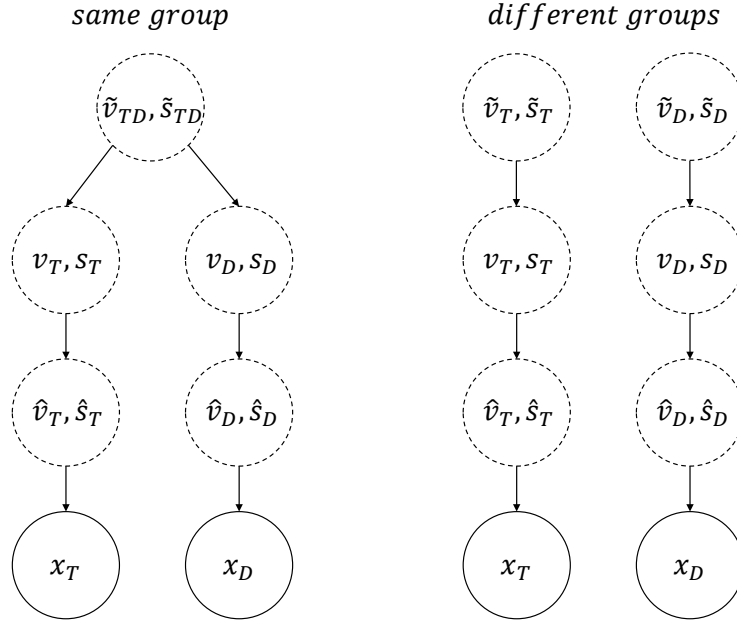 same group
different groups
ṽ_TD, s̃_TD
ṽ_T, s̃_T
ṽ_D, s̃_D
v_T, s_T
v_D, s_D
v_T, s_T
v_D, s_D
v̂_T, ŝ_T
v̂_D, ŝ_D
v̂_T, ŝ_T
v̂_D, ŝ_D
x_T
x_D
x_T
x_D